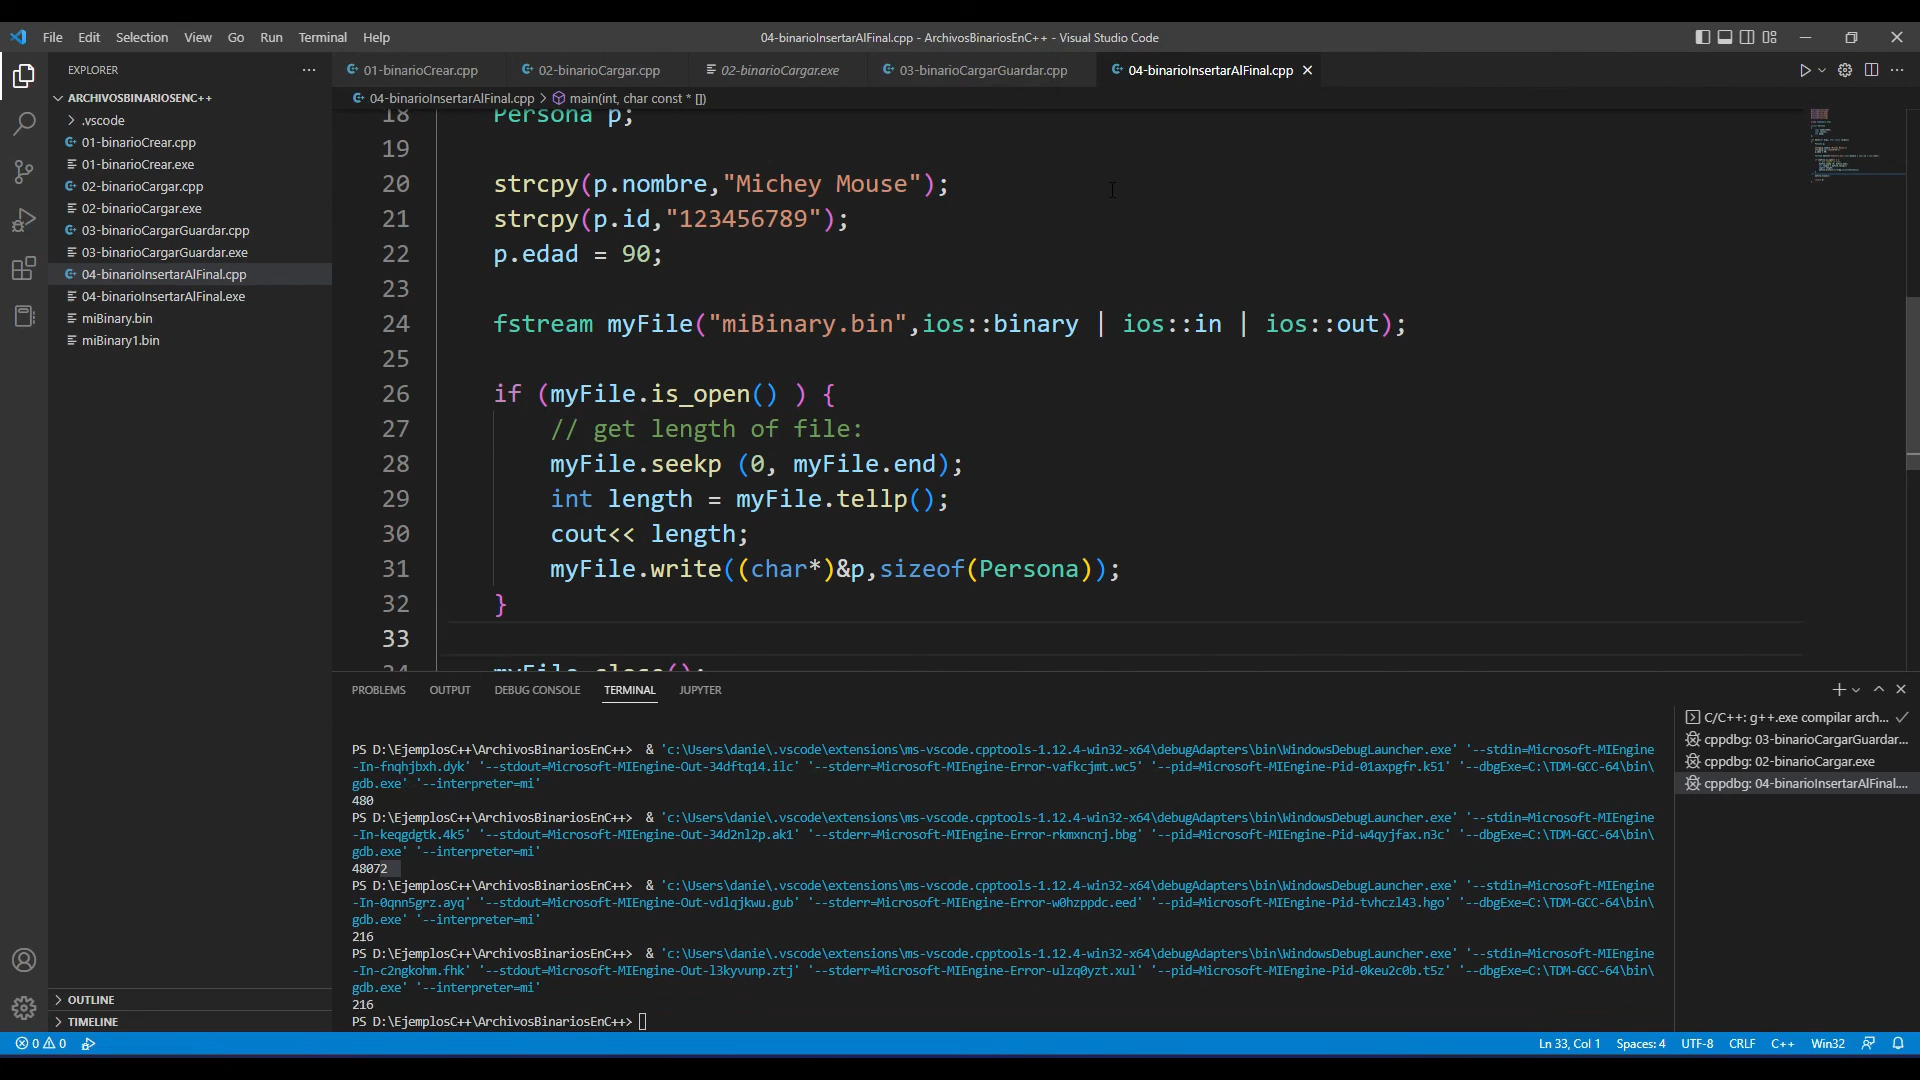 File Edit Selection View Go Run Terminal Help
04-binarioInsertarAlFinal.cpp - ArchivosBinariosEnC++ - Visual Studio Code
EXPLORER
ARCHIVOSBINARIOSENC++
.vscode
01-binarioCrear.cpp
01-binarioCrear.exe
02-binarioCargar.cpp
02-binarioCargar.exe
03-binarioCargarGuardar.cpp
03-binarioCargarGuardar.exe
04-binarioInsertarAlFinal.cpp
04-binarioInsertarAlFinal.exe
miBinary.bin
miBinary1.bin
OUTLINE
TIMELINE
01-binarioCrear.cpp 02-binarioCargar.cpp 02-binarioCargar.exe 03-binarioCargarGuardar.cpp 04-binarioInsertarAlFinal.cpp
04-binarioInsertarAlFinal.cpp > main(int, char const * [])
18 Persona p;
19
20 strcpy(p.nombre,"Michey Mouse");
21 strcpy(p.id,"123456789");
22 p.edad = 90;
23
24 fstream myFile("miBinary.bin",ios::binary | ios::in | ios::out);
25
26 if (myFile.is_open() ) {
27 // get length of file:
28 myFile.seekp (0, myFile.end);
29 int length = myFile.tellp();
30 cout<< length;
31 myFile.write((char*)&p,sizeof(Persona));
32 }
33
34 myFile.close();
PROBLEMS OUTPUT DEBUG CONSOLE TERMINAL JUPYTER
PS D:\EjemplosC++\ArchivosBinariosEnC++> & 'c:\Users\danie\.vscode\extensions\ms-vscode.cpptools-1.12.4-win32-x64\debugAdapters\bin\WindowsDebugLauncher.exe' '--stdin=Microsoft-MIEngine
-In-fnqhjbxh.dyk' '--stdout=Microsoft-MIEngine-Out-34dftq14.ilc' '--stderr=Microsoft-MIEngine-Error-vafkcjmt.wc5' '--pid=Microsoft-MIEngine-Pid-01axpgfr.k51' '--dbgExe=C:\TDM-GCC-64\bin\
gdb.exe' '--interpreter=mi'
480
PS D:\EjemplosC++\ArchivosBinariosEnC++> & 'c:\Users\danie\.vscode\extensions\ms-vscode.cpptools-1.12.4-win32-x64\debugAdapters\bin\WindowsDebugLauncher.exe' '--stdin=Microsoft-MIEngine
-In-keqgdgtk.4k5' '--stdout=Microsoft-MIEngine-Out-34d2nl2p.ak1' '--stderr=Microsoft-MIEngine-Error-rkmxncnj.bbg' '--pid=Microsoft-MIEngine-Pid-w4qyjfax.n3c' '--dbgExe=C:\TDM-GCC-64\bin\
gdb.exe' '--interpreter=mi'
48072
PS D:\EjemplosC++\ArchivosBinariosEnC++> & 'c:\Users\danie\.vscode\extensions\ms-vscode.cpptools-1.12.4-win32-x64\debugAdapters\bin\WindowsDebugLauncher.exe' '--stdin=Microsoft-MIEngine
-In-0qnn5grz.ayq' '--stdout=Microsoft-MIEngine-Out-vdlqjkwu.gub' '--stderr=Microsoft-MIEngine-Error-w0hzppdc.eed' '--pid=Microsoft-MIEngine-Pid-tvhczl43.hgo' '--dbgExe=C:\TDM-GCC-64\bin\
gdb.exe' '--interpreter=mi'
216
PS D:\EjemplosC++\ArchivosBinariosEnC++> & 'c:\Users\danie\.vscode\extensions\ms-vscode.cpptools-1.12.4-win32-x64\debugAdapters\bin\WindowsDebugLauncher.exe' '--stdin=Microsoft-MIEngine
-In-c2ngkohm.fhk' '--stdout=Microsoft-MIEngine-Out-l3kyvunp.ztj' '--stderr=Microsoft-MIEngine-Error-ulzq0yzt.xul' '--pid=Microsoft-MIEngine-Pid-0keu2c0b.t5z' '--dbgExe=C:\TDM-GCC-64\bin\
gdb.exe' '--interpreter=mi'
216
PS D:\EjemplosC++\ArchivosBinariosEnC++>
C/C++: g++.exe compilar arch...
cppdbg: 03-binarioCargarGuardar...
cppdbg: 02-binarioCargar.exe
cppdbg: 04-binarioInsertarAlFinal....
0 0
Ln 33, Col 1 Spaces: 4 UTF-8 CRLF C++ Win32